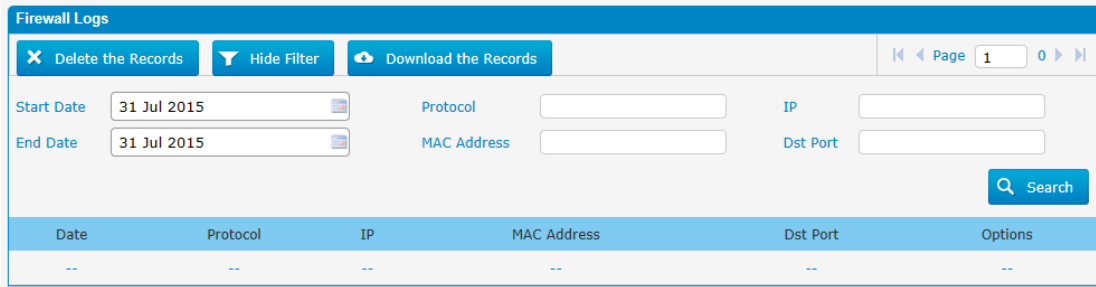 Firewall Logs
Delete the Records Hide Filter Download the Records Page 1 0
Start Date 31 Jul 2015 Protocol IP
End Date 31 Jul 2015 MAC Address Dst Port
Search
Date Protocol IP MAC Address Dst Port Options
-- -- -- -- -- --